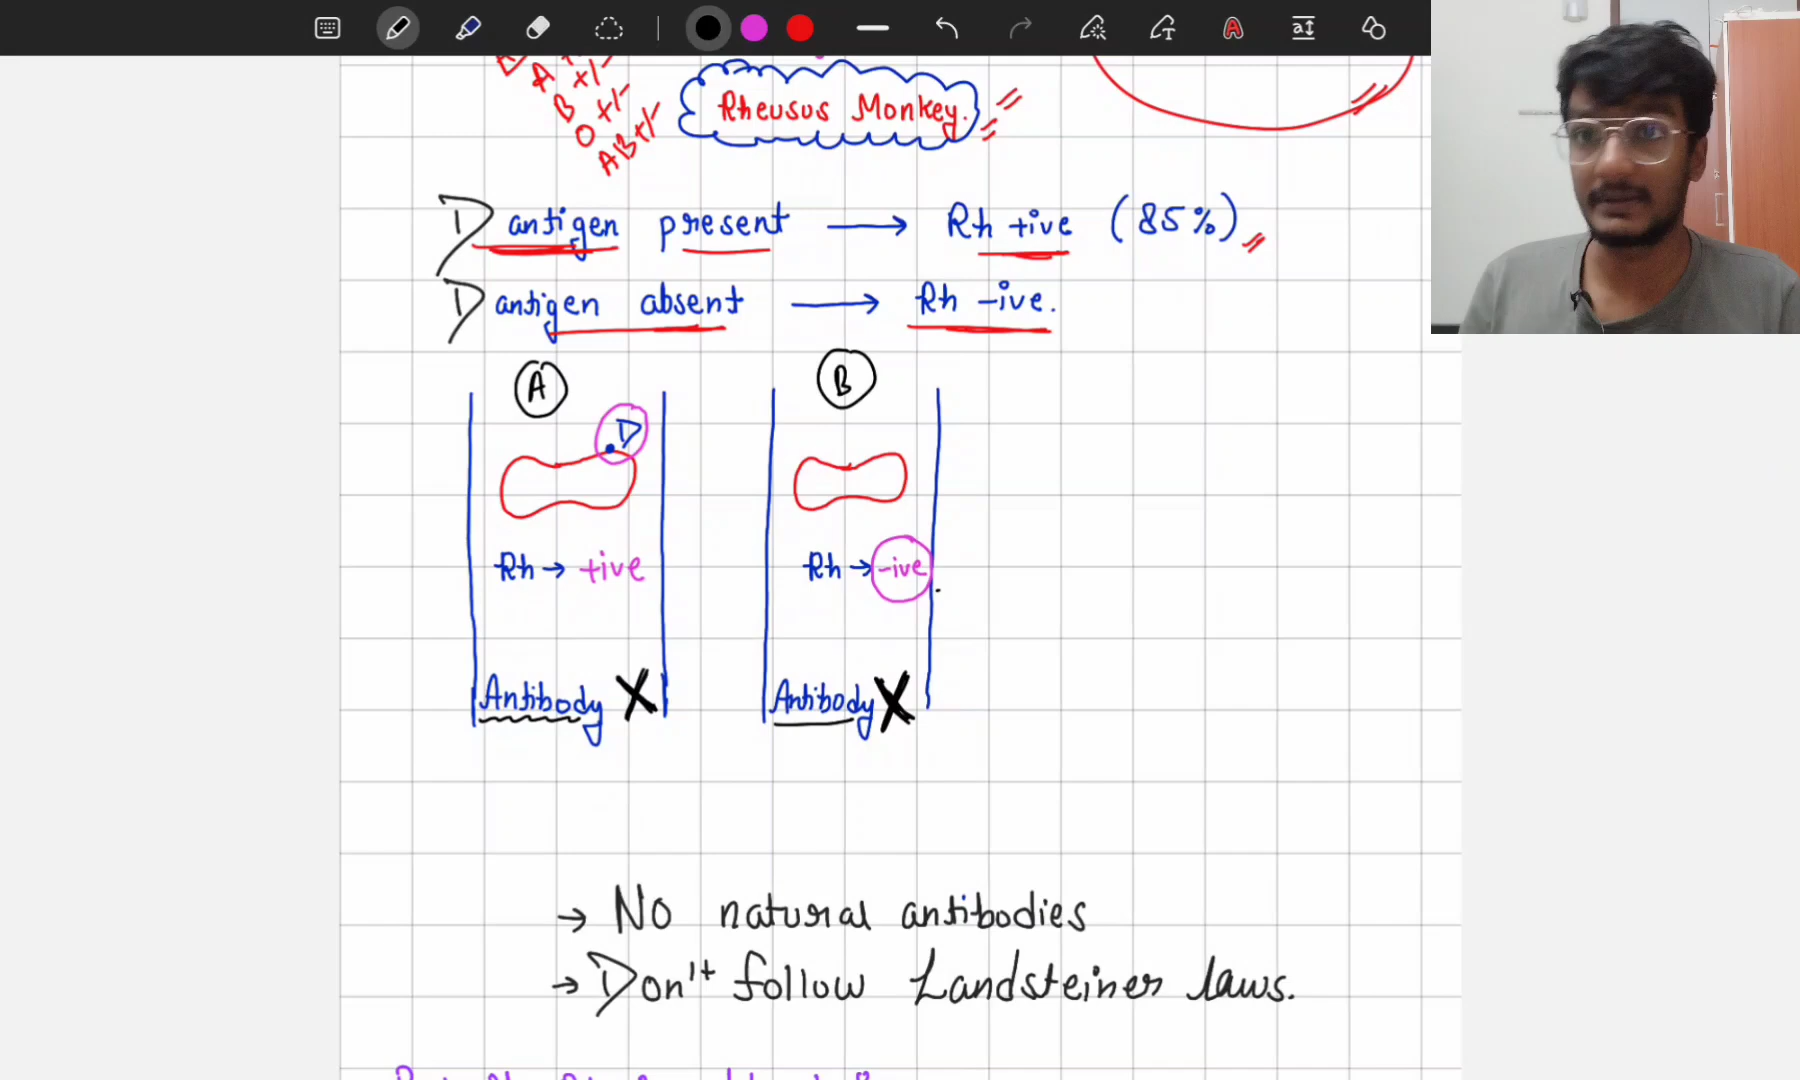 A +/-
B +/-
O
AB +/-
Rheusus Monkey.
D antigen present → Rh +ive (85%)
D antigen absent → Rh -ive.
A
B
D
Rh → +ive
Rh → -ive
Antibody X
Antibody X
→ No natural antibodies
→ Don't follow Landsteiner laws.